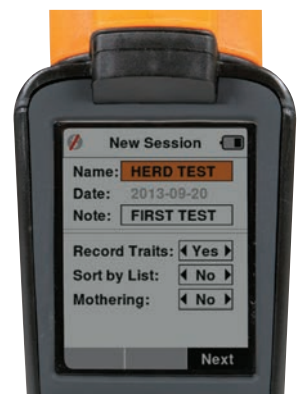 New Session
Name: HERD TEST
Date: 2013-09-20
Note: FIRST TEST
Record Traits: Yes
Sort by List: No
Mothering: No
Next